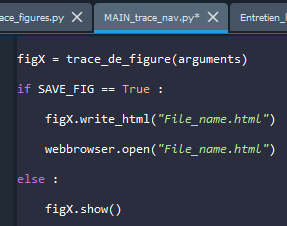 ace_figures.py X MAIN_trace_nav.py* X Entretien_
figX = trace_de_figure(arguments)
if SAVE_FIG == True :
figX.write_html("File_name.html")
webbrowser.open("File_name.html")
else :
figX.show()